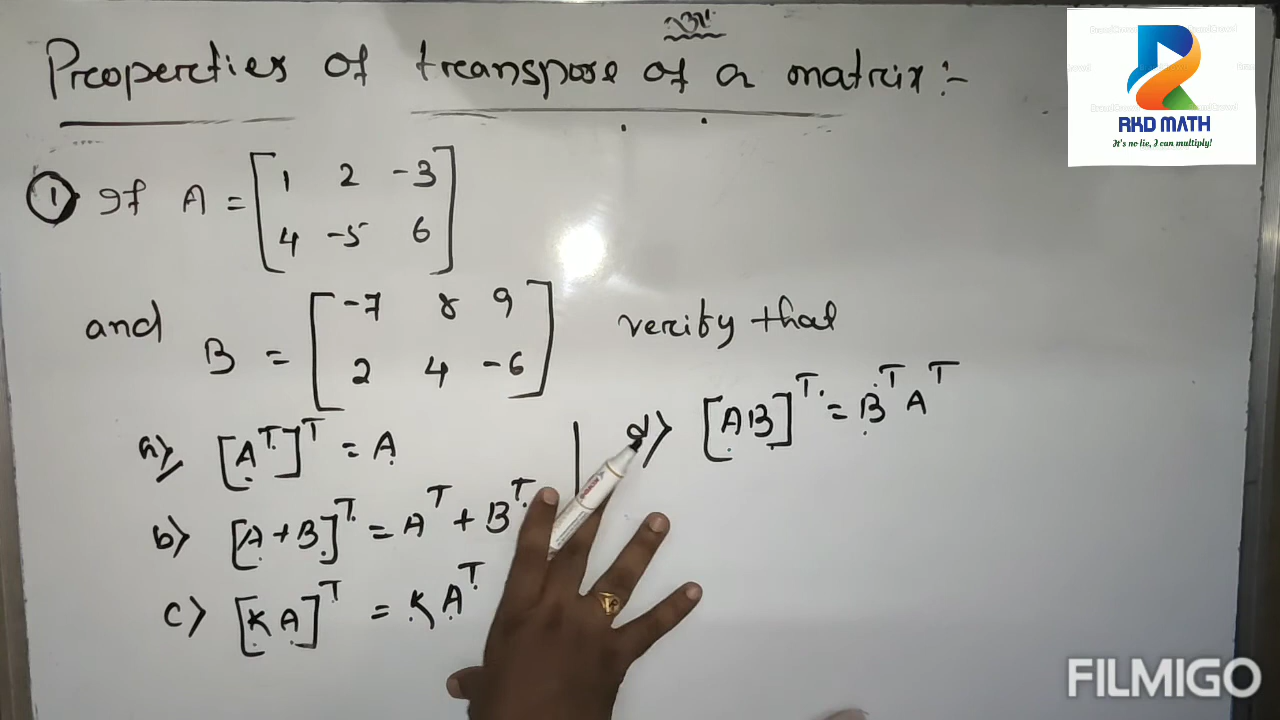 Properties of transpose of a matrix :-
RKD MATH
It's no lie, I can multiply!
① If A = [1 2 -3
4 -5 6]
and B = [-7 8 9
2 4 -6] verify that
a) [A^T]^T = A
b) [A+B]^T = A^T + B^T
c) [KA]^T = KA^T
d) [AB]^T = B^T A^T
FILMIGO